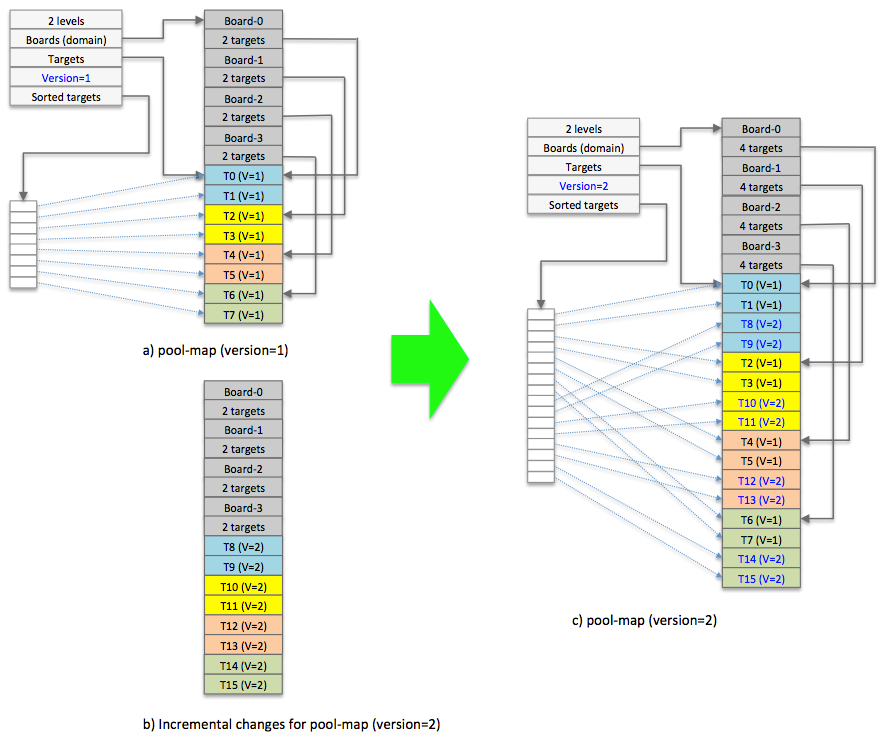 2 levels
Boards (domain)
Targets
Version=1
Sorted targets
Board-0
2 targets
Board-1
2 targets
Board-2
2 targets
Board-3
2 targets
T0 (V=1)
T1 (V=1)
T2 (V=1)
T3 (V=1)
T4 (V=1)
T5 (V=1)
T6 (V=1)
T7 (V=1)
a) pool-map (version=1)
Board-0
2 targets
Board-1
2 targets
Board-2
2 targets
Board-3
2 targets
T8 (V=2)
T9 (V=2)
T10 (V=2)
T11 (V=2)
T12 (V=2)
T13 (V=2)
T14 (V=2)
T15 (V=2)
b) Incremental changes for pool-map (version=2)
2 levels
Boards (domain)
Targets
Version=2
Sorted targets
Board-0
4 targets
Board-1
4 targets
Board-2
4 targets
Board-3
4 targets
T0 (V=1)
T1 (V=1)
T8 (V=2)
T9 (V=2)
T2 (V=1)
T3 (V=1)
T10 (V=2)
T11 (V=2)
T4 (V=1)
T5 (V=1)
T12 (V=2)
T13 (V=2)
T6 (V=1)
T7 (V=1)
T14 (V=2)
T15 (V=2)
c) pool-map (version=2)